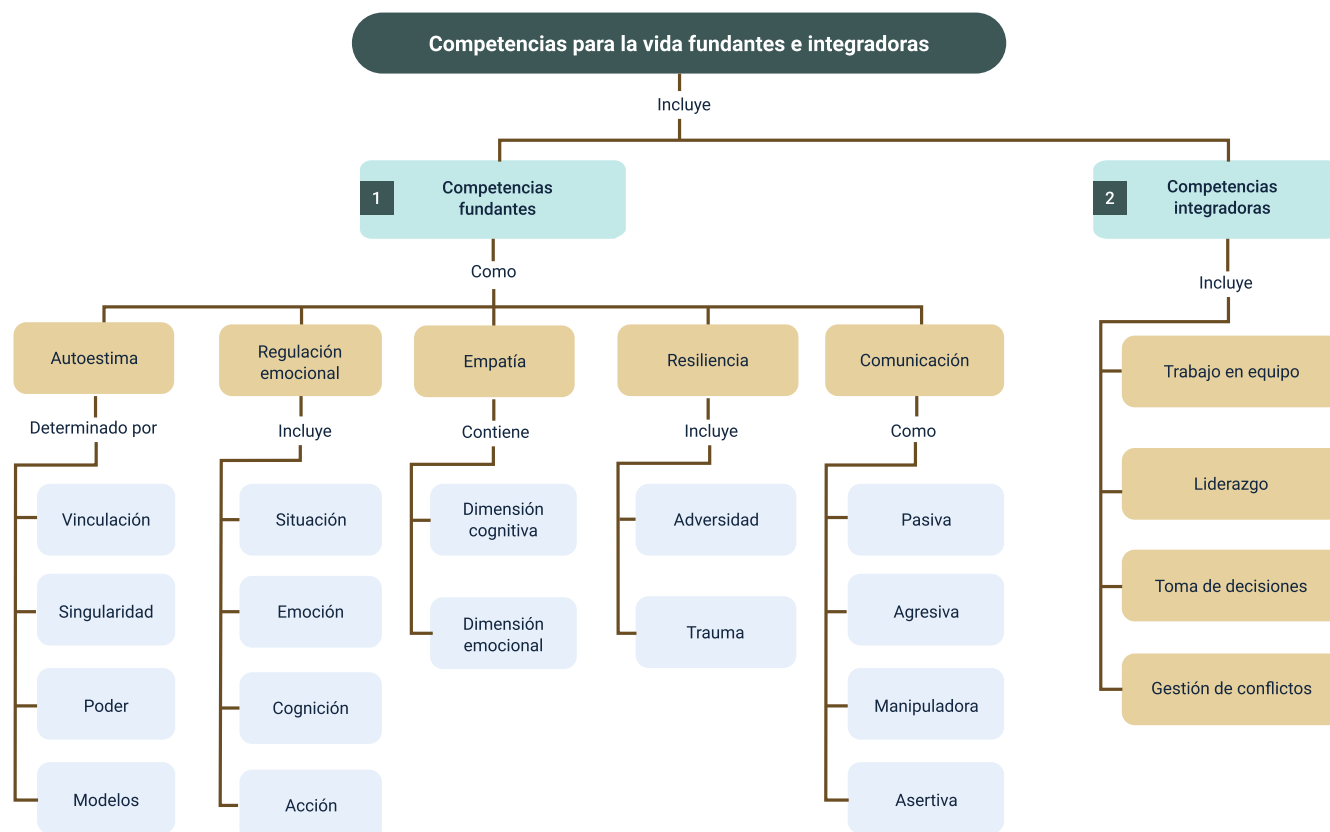 Competencias para la vida fundantes e integradoras
Incluye
1
Competencias
fundantes
2
Competencias
integradoras
Como
Incluye
Autoestima
Regulación
emocional
Empatía
Resiliencia
Comunicación
Trabajo en equipo
Determinado por
Incluye
Contiene
Incluye
Como
Liderazgo
Vinculación
Situación
Dimensión
cognitiva
Adversidad
Pasiva
Toma de decisiones
Singularidad
Emoción
Dimensión
emocional
Trauma
Agresiva
Gestión de conflictos
Poder
Cognición
Manipuladora
Modelos
Acción
Asertiva